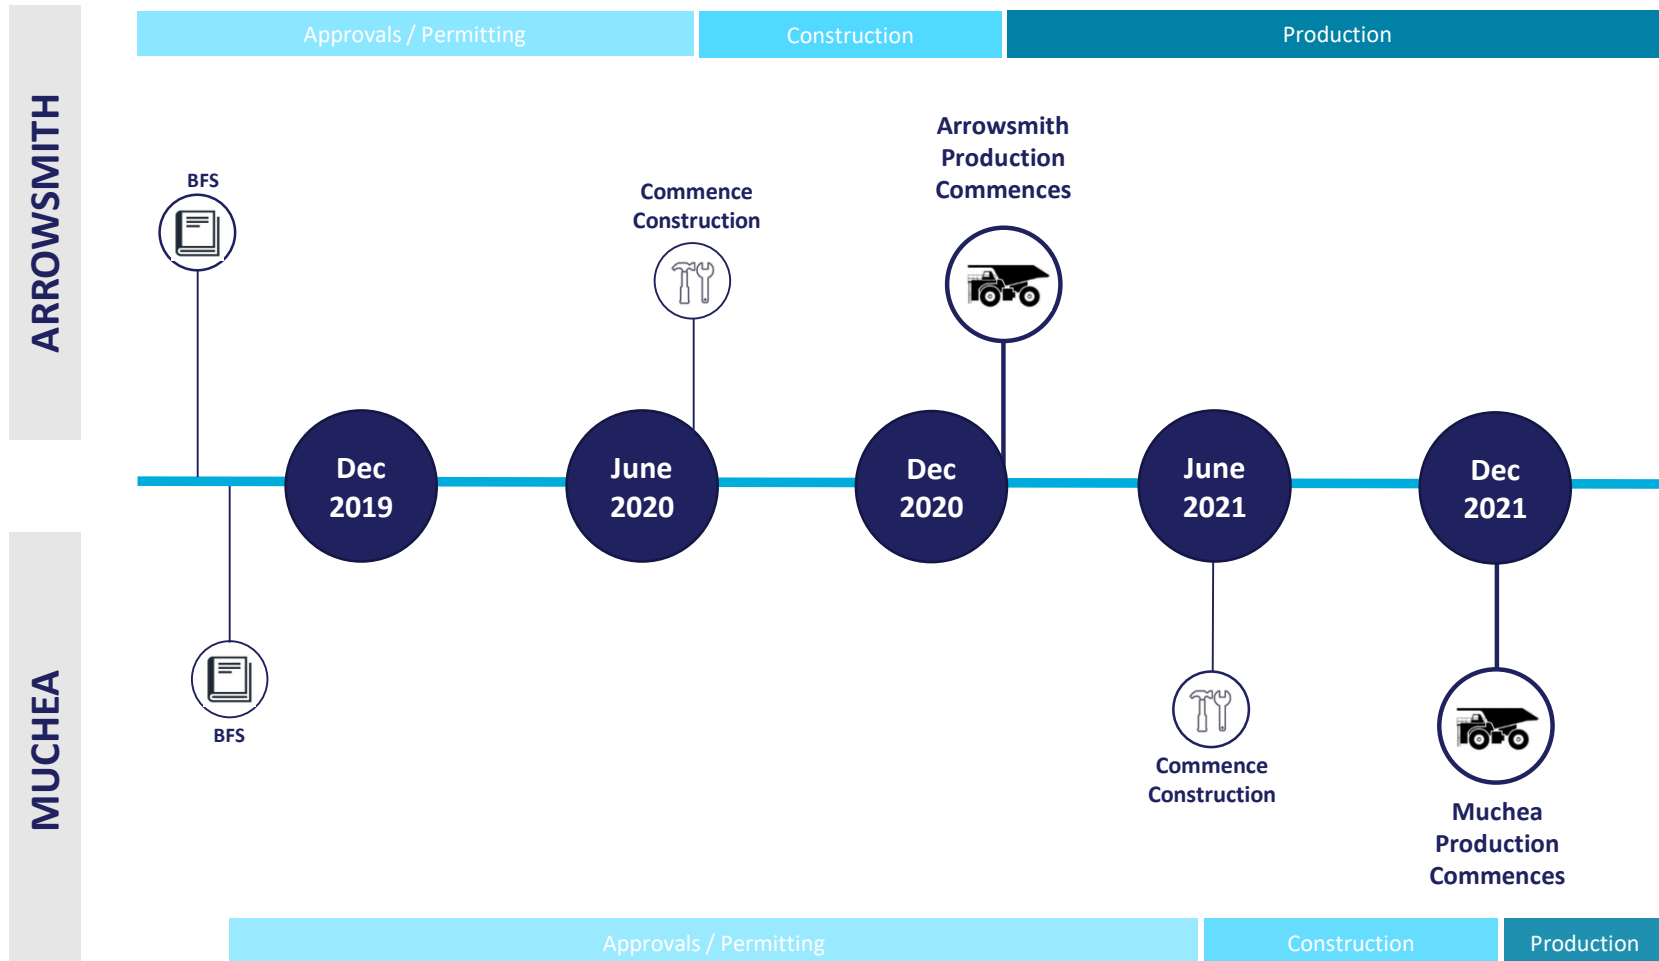 Approvals / Permitting
Construction
Production
ARROWSMITH
BFS
Commence
Construction
Arrowsmith
Production
Commences
Dec
2019
June
2020
Dec
2020
June
2021
Dec
2021
MUCHEA
BFS
Commence
Construction
Muchea
Production
Commences
Approvals / Permitting
Construction
Production